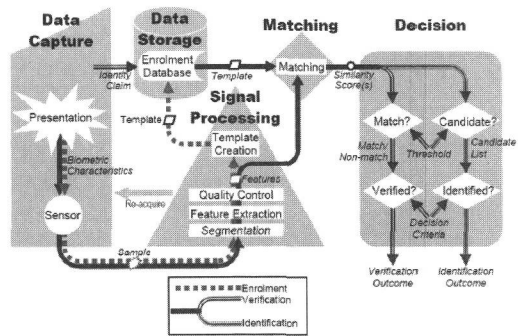 Data
Capture
Data
Storage
Matching
Decision
Identity
Claim
Enrolment
Database
Template
Matching
Similarity
Score(s)
Presentation
Template
Signal
Processing
Template
Creation
Match?
Candidate?
Biometric
Characteristics
Features
Match/
Non-match
Threshold
Candidate
List
Re-acquire
Quality Control
Verified?
Identified?
Sensor
Feature Extraction
Segmentation
Decision
Criteria
Sample
Verification
Outcome
Identification
Outcome
Enrolment
Verification
Identification